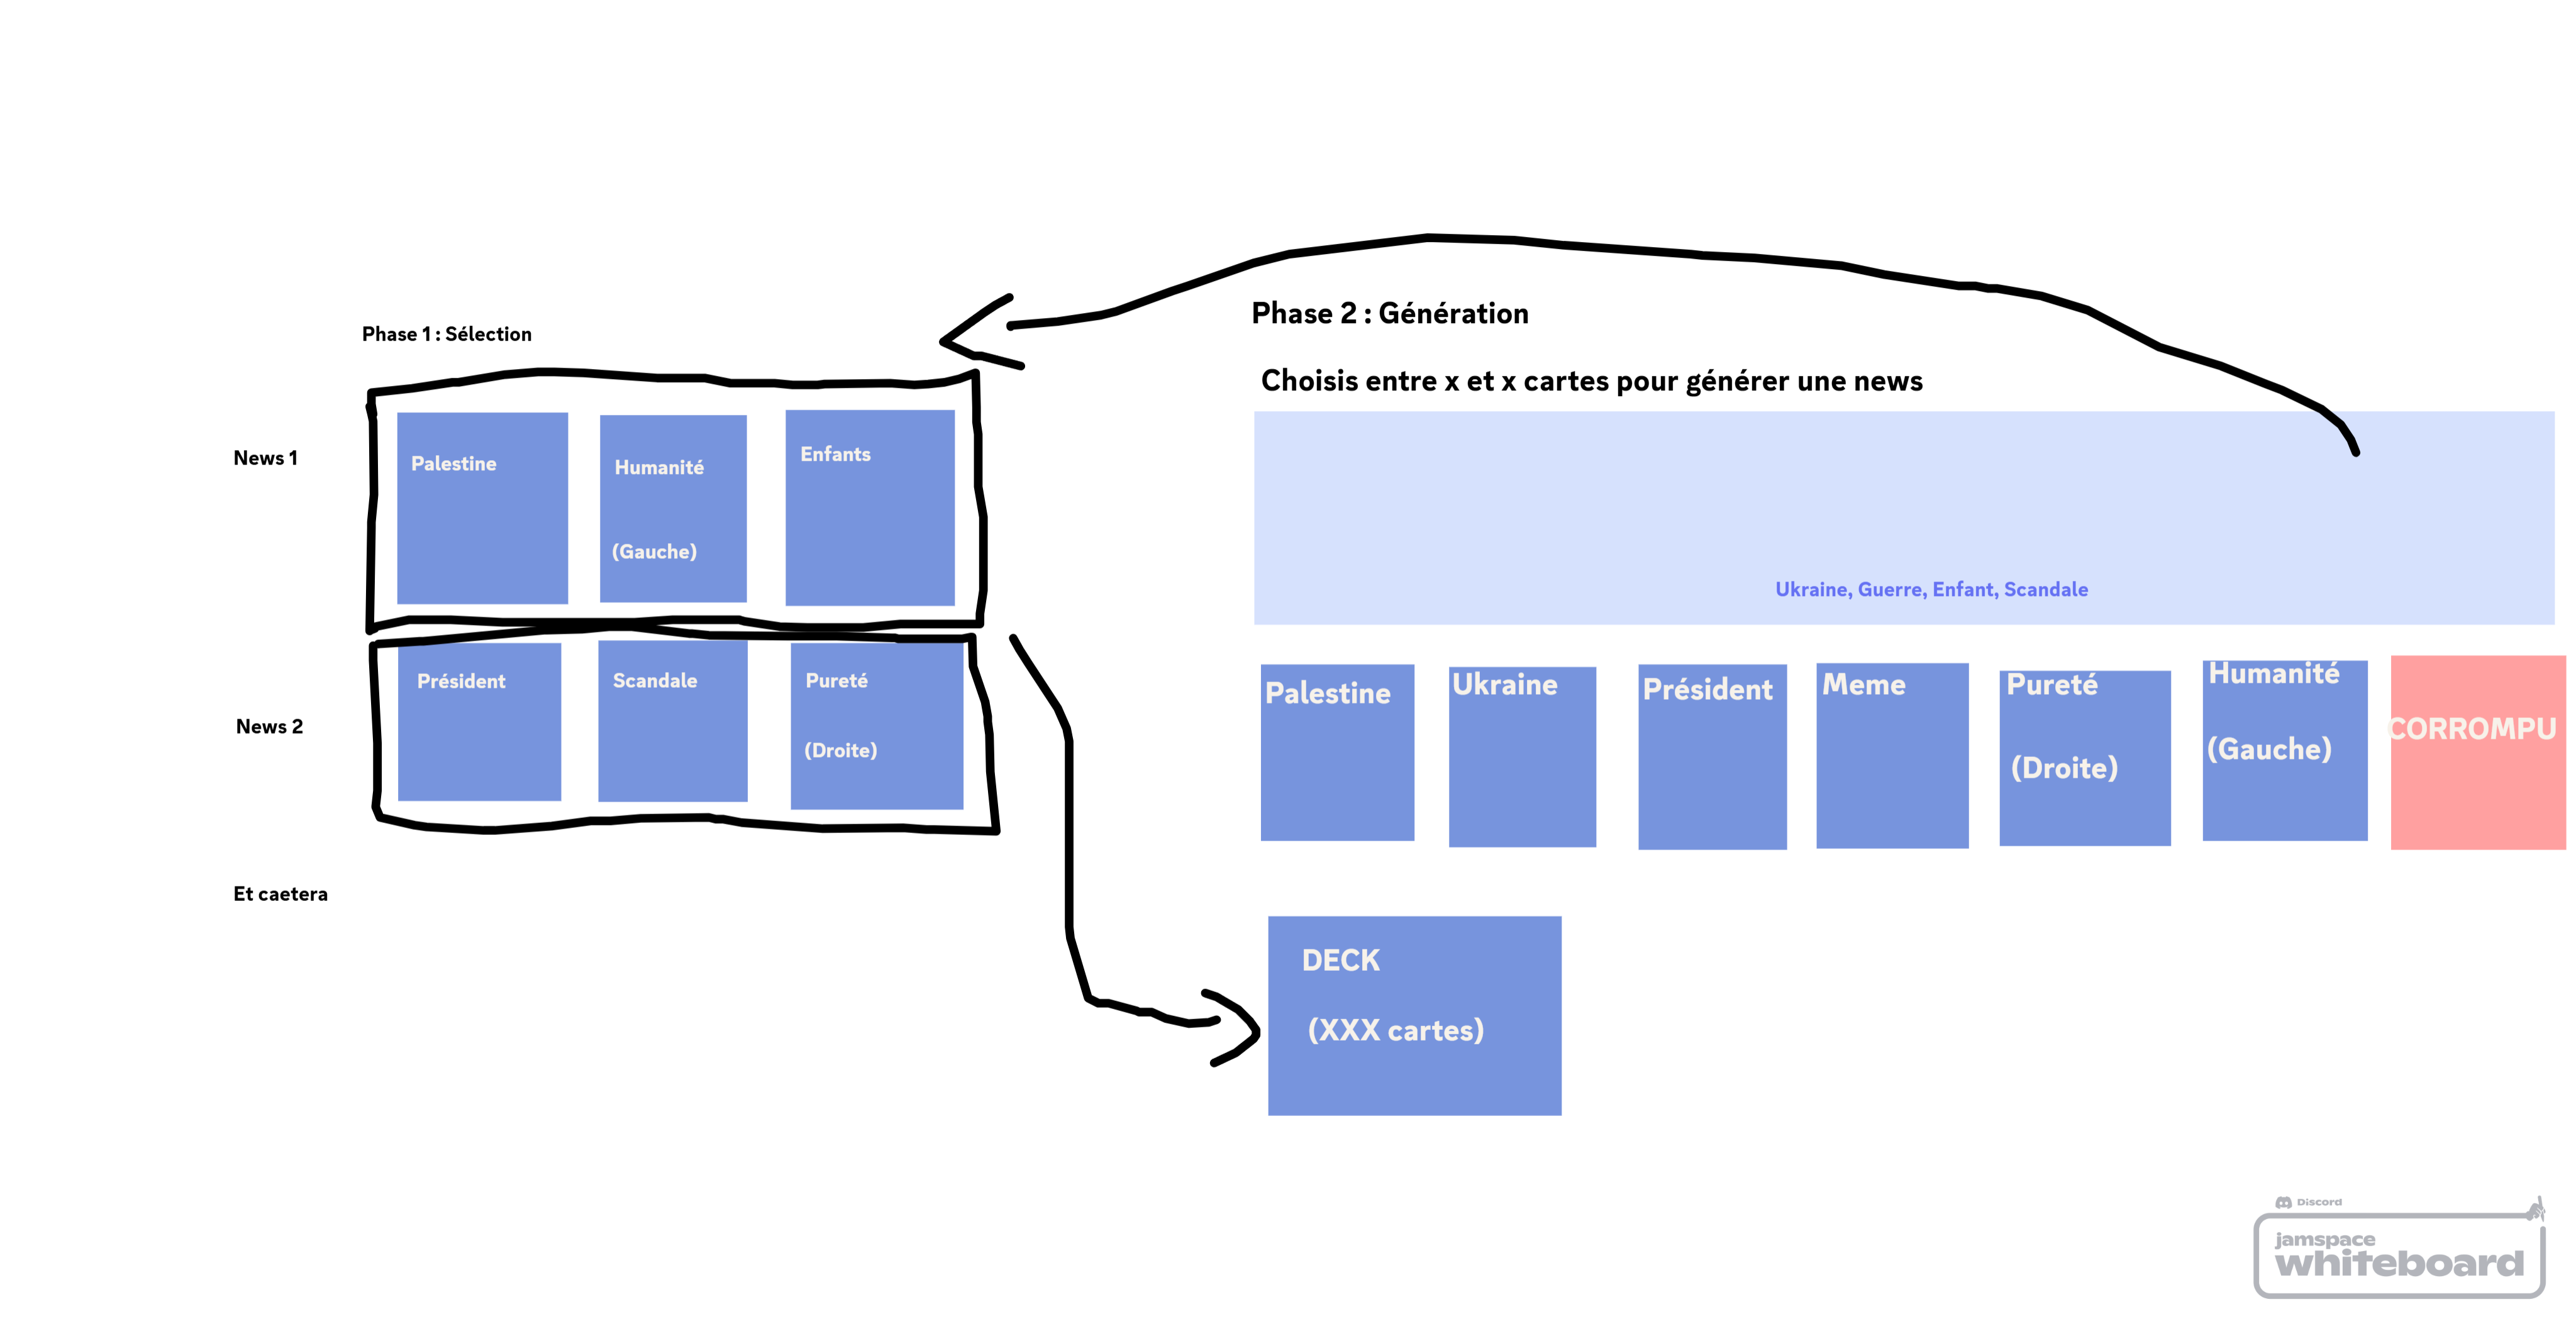 Phase 1 : Sélection
News 1
Palestine
Humanité
(Gauche)
Enfants
News 2
Président
Scandale
Pureté
(Droite)
Et caetera
Phase 2 : Génération
Choisis entre x et x cartes pour générer une news
Ukraine, Guerre, Enfant, Scandale
Palestine
Ukraine
Président
Meme
Pureté
(Droite)
Humanité
(Gauche)
CORROMPU
DECK
(XXX cartes)
Discord
jamspace
whiteboard